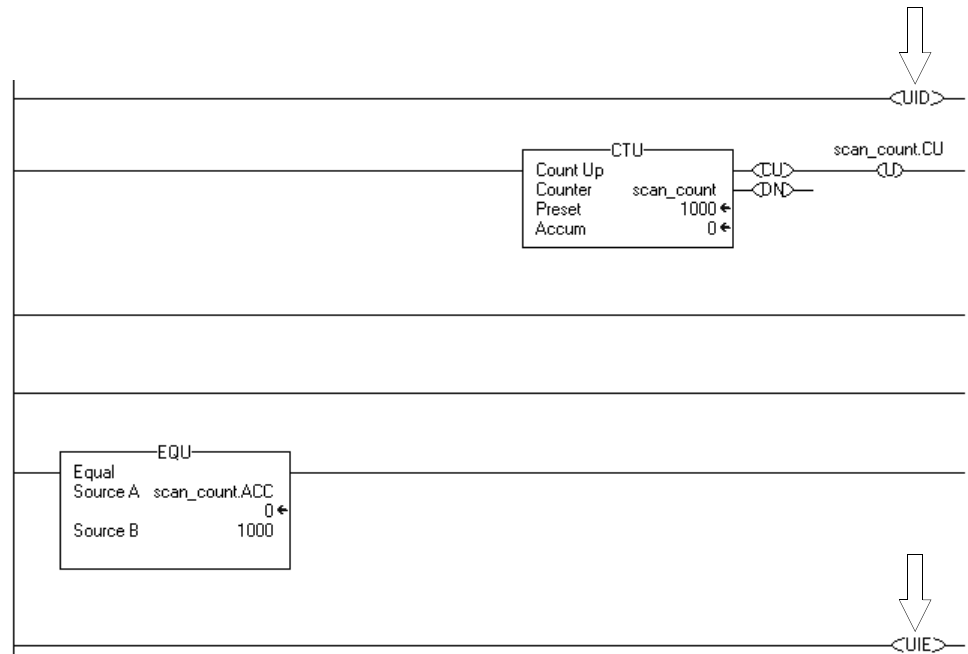 UID
CTU
scan_count.CU
Count Up
CU
U
Counter scan_count
DN
Preset 1000
Accum 0
EQU
Equal
Source A scan_count.ACC
0
Source B 1000
UIE